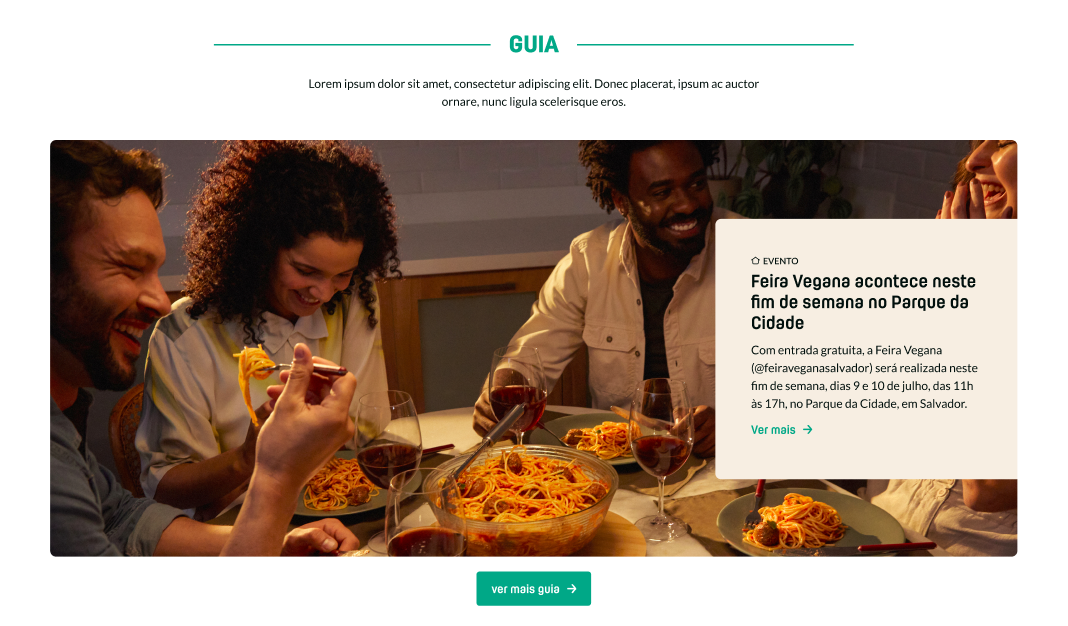 GUIA
Lorem ipsum dolor sit amet, consectetur adipiscing elit. Donec placerat, ipsum ac auctor
ornare, nunc ligula scelerisque eros.
EVENTO
Feira Vegana acontece neste
fim de semana no Parque da
Cidade
Com entrada gratuita, a Feira Vegana
(@feiraveganasalvador) será realizada neste
fim de semana, dias 9 e 10 de julho, das 11h
às 17h, no Parque da Cidade, em Salvador.
Ver mais →
ver mais guia →